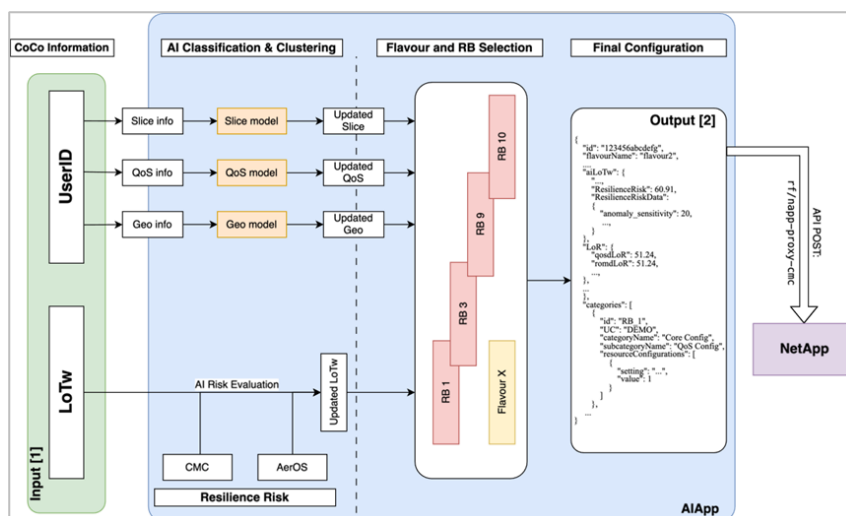 CoCo Information
AI Classification & Clustering
Flavour and RB Selection
Final Configuration
UserID
Slice info
Slice model
Updated
Slice
QoS info
QoS model
Updated
QoS
Geo info
Geo model
Updated
Geo
LoTw
AI Risk Evaluation
Updated LoTw
CMC
AerOS
Resilience Risk
Input [1]
RB 1
RB 3
RB 9
RB 10
Flavour X
Output [2]
{
"id": "123456abcdefg",
"flavourName": "flavour2",
....
"aiLoTw": {
"...,
"ResilienceRisk": 60.91,
"ResilienceRiskData":
{
"anomaly_sensitivity": 20,
...,
}
},
"LoR": {
"qosdLoR": 51.24,
"romdLoR": 51.24,
...,
},
...
},
"categories": [
{
"id": "RB_1",
"UC": "DEMO",
"categoryName": "Core Config",
"subcategoryName": "QoS Config",
"resourceConfigurations": [
{
"setting": "...",
"value": 1
}
]
},
...
}
API POST:
rf/napp-proxy-cmc
NetApp
AIApp